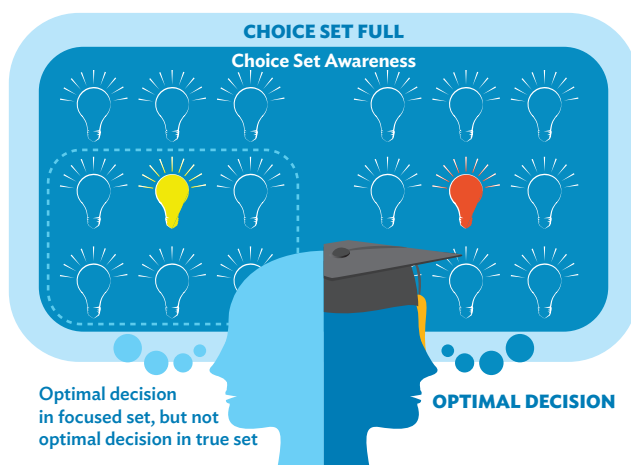 CHOICE SET FULL
Choice Set Awareness
Optimal decision
in focused set, but not
optimal decision in true set
OPTIMAL DECISION